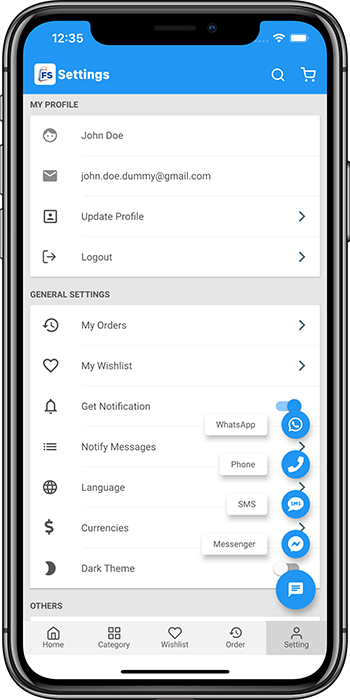 12:35
FS Settings
MY PROFILE
John Doe
john.doe.dummy@gmail.com
Update Profile
Logout
GENERAL SETTINGS
My Orders
My Wishlist
Get Notification
WhatsApp
Notify Messages
Phone
Language
SMS
SMS
Currencies
Messenger
Dark Theme
OTHERS
Home
Category
Wishlist
Order
Setting